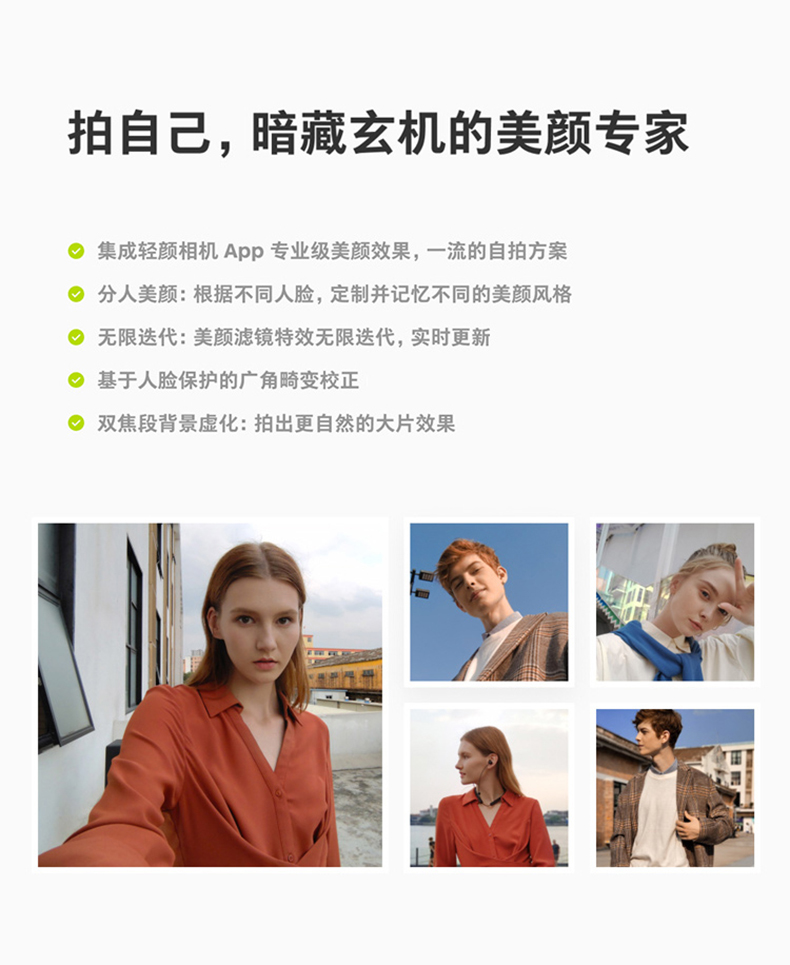 拍自己，暗藏玄机的美颜专家
集成轻颜相机 App 专业级美颜效果，一流的自拍方案
分人美颜：根据不同人脸，定制并记忆不同的美颜风格
无限迭代：美颜滤镜特效无限迭代，实时更新
基于人脸保护的广角畸变校正
双焦段背景虚化：拍出更自然的大片效果